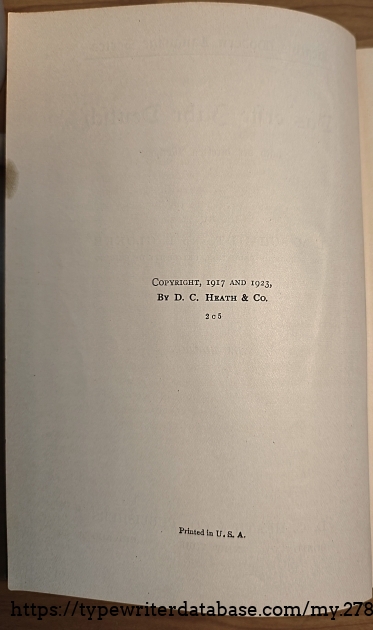 COPYRIGHT, 1917 AND 1923,
BY D. C. HEATH & CO.
2 C 5
Printed in U. S. A.
https://typewriterdatabase.com/my.278